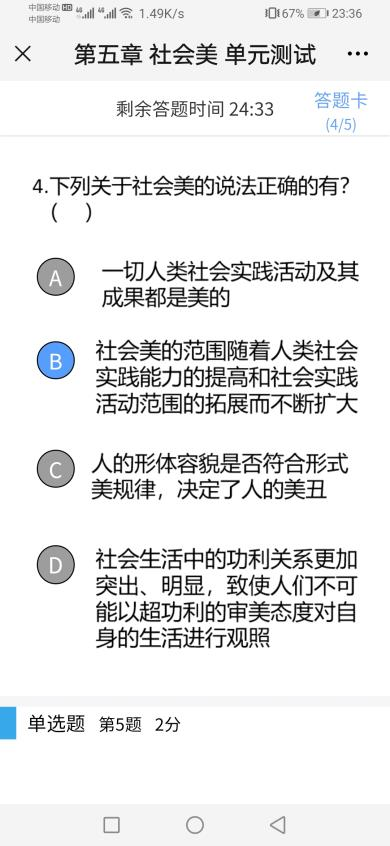 中国移动 HD 46 46 1.49K/s 67% 23:36
中国移动
第五章 社会美 单元测试
剩余答题时间 24:33
答题卡
(4/5)
4.下列关于社会美的说法正确的有?
( )
A 一切人类社会实践活动及其
成果都是美的
B 社会美的范围随着人类社会
实践能力的提高和社会实践
活动范围的拓展而不断扩大
C 人的形体容貌是否符合形式
美规律，决定了人的美丑
D 社会生活中的功利关系更加
突出、明显，致使人们不可
能以超功利的审美态度对自
身的生活进行观照
单选题 第5题 2分